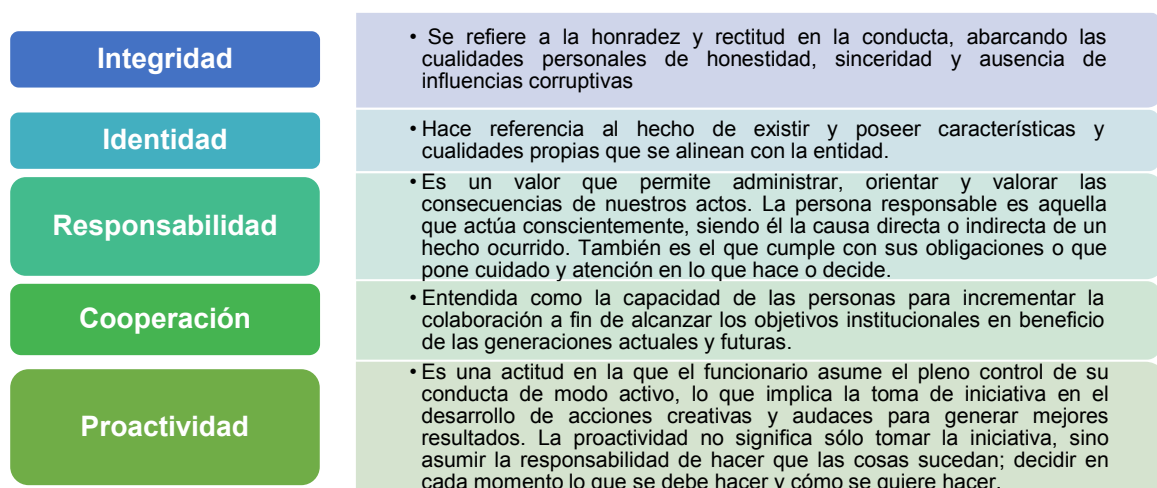 Integridad
• Se refiere a la honradez y rectitud en la conducta, abarcando las
cualidades personales de honestidad, sinceridad y ausencia de
influencias corruptivas
Identidad
• Hace referencia al hecho de existir y poseer características y
cualidades propias que se alinean con la entidad.
Responsabilidad
• Es un valor que permite administrar, orientar y valorar las
consecuencias de nuestros actos. La persona responsable es aquella
que actúa conscientemente, siendo él la causa directa o indirecta de un
hecho ocurrido. También es el que cumple con sus obligaciones o que
pone cuidado y atención en lo que hace o decide.
Cooperación
• Entendida como la capacidad de las personas para incrementar la
colaboración a fin de alcanzar los objetivos institucionales en beneficio
de las generaciones actuales y futuras.
Proactividad
• Es una actitud en la que el funcionario asume el pleno control de su
conducta de modo activo, lo que implica la toma de iniciativa en el
desarrollo de acciones creativas y audaces para generar mejores
resultados. La proactividad no significa sólo tomar la iniciativa, sino
asumir la responsabilidad de hacer que las cosas sucedan; decidir en
cada momento lo que se debe hacer y cómo se quiere hacer.